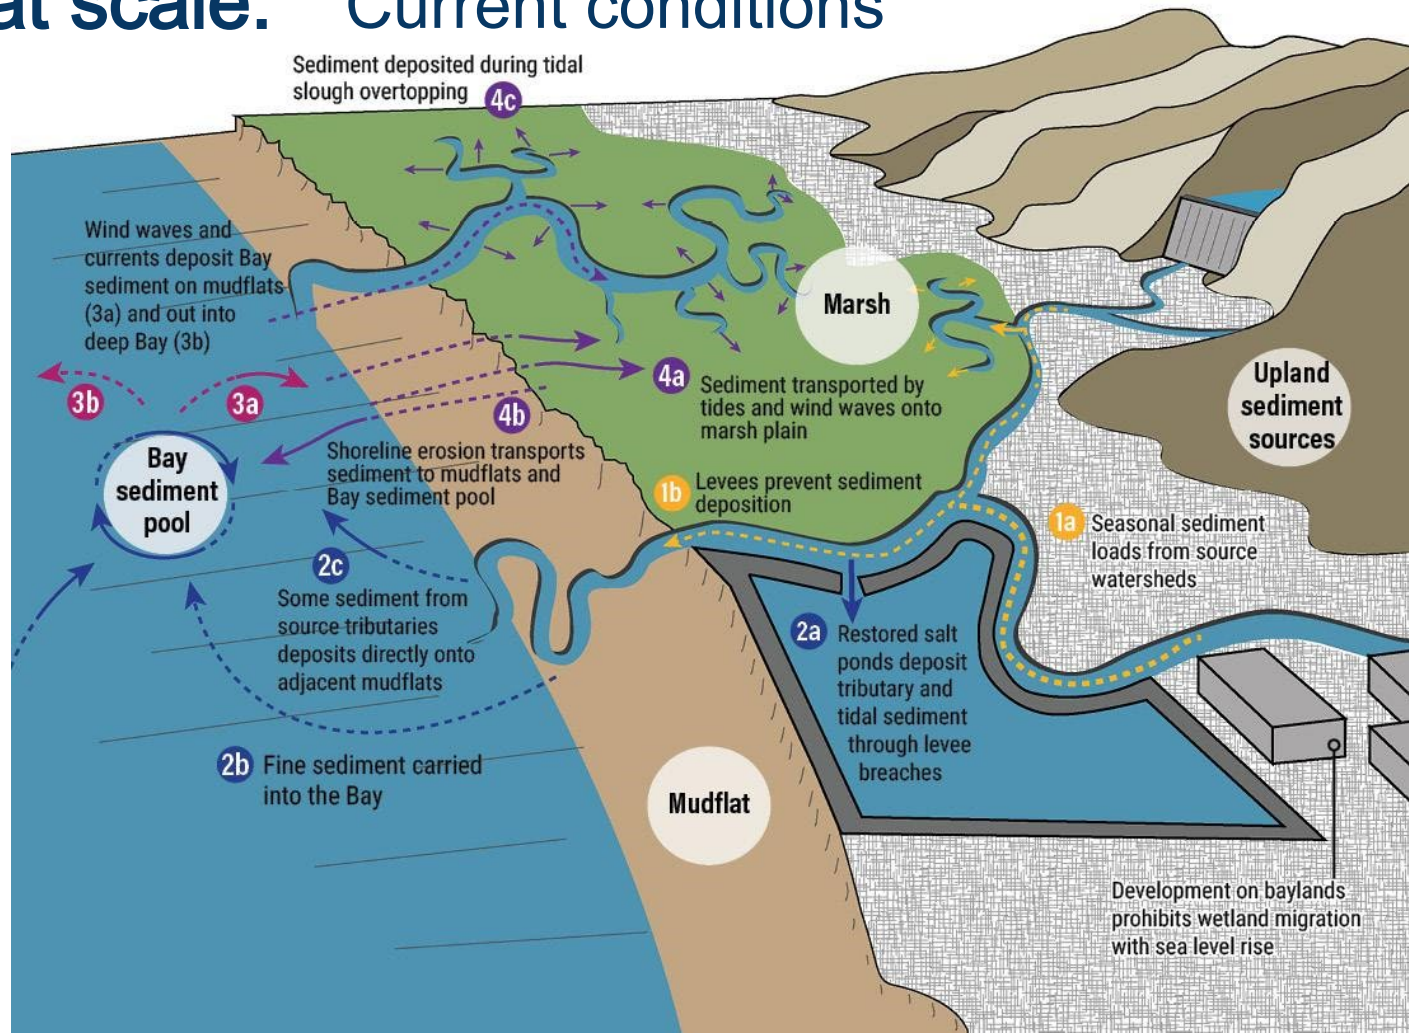 at scale. Current conditions
Sediment deposited during tidal
slough overtopping
4c
Wind waves and
currents deposit Bay
sediment on mudflats
(3a) and out into
deep Bay (3b)
3b
3a
Bay
sediment
pool
4b
Shoreline erosion transports
sediment to mudflats and
Bay sediment pool
4a
Sediment transported by
tides and wind waves onto
marsh plain
Marsh
Upland
sediment
sources
1b
Levees prevent sediment
deposition
1a
Seasonal sediment
loads from source
watersheds
2c
Some sediment from
source tributaries
deposits directly onto
adjacent mudflats
2a
Restored salt
ponds deposit
tributary and
tidal sediment
through levee
breaches
2b
Fine sediment carried
into the Bay
Mudflat
Development on baylands
prohibits wetland migration
with sea level rise